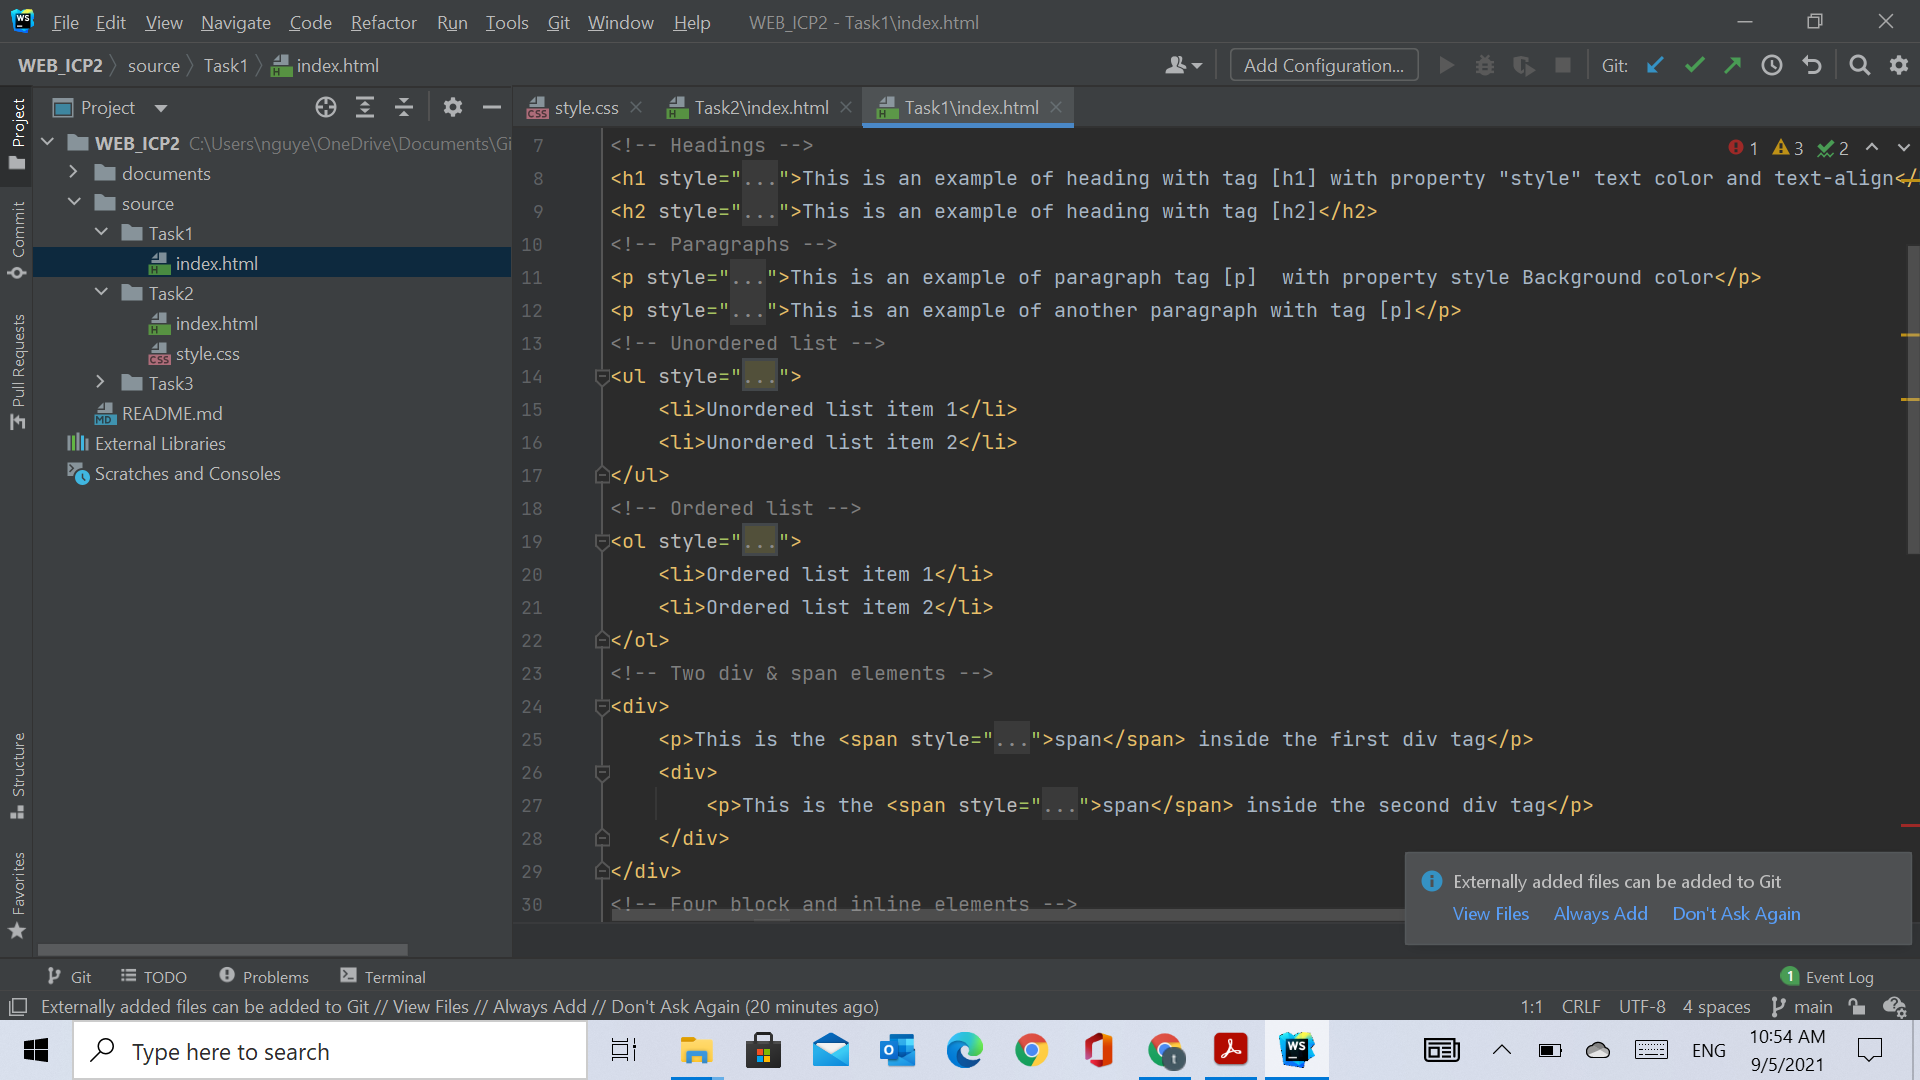 File Edit View Navigate Code Refactor Run Tools Git Window Help WEB_ICP2 - Task1\index.html
WEB_ICP2 source Task1 index.html Add Configuration... Git:
Project
style.css Task2\index.html Task1\index.html
Project
Commit
Pull Requests
Structure
Favorites
WEB_ICP2 C:\Users\nguye\OneDrive\Documents\Gi
documents
source
Task1
index.html
Task2
index.html
style.css
Task3
README.md
External Libraries
Scratches and Consoles
1 3 2
7 <!-- Headings -->
8 <h1 style="...">This is an example of heading with tag [h1] with property "style" text color and text-align</
9 <h2 style="...">This is an example of heading with tag [h2]</h2>
10 <!-- Paragraphs -->
11 <p style="...">This is an example of paragraph tag [p]  with property style Background color</p>
12 <p style="...">This is an example of another paragraph with tag [p]</p>
13 <!-- Unordered list -->
14 <ul style="...">
15     <li>Unordered list item 1</li>
16     <li>Unordered list item 2</li>
17 </ul>
18 <!-- Ordered list -->
19 <ol style="...">
20     <li>Ordered list item 1</li>
21     <li>Ordered list item 2</li>
22 </ol>
23 <!-- Two div & span elements -->
24 <div>
25     <p>This is the <span style="...">span</span> inside the first div tag</p>
26     <div>
27         <p>This is the <span style="...">span</span> inside the second div tag</p>
28     </div>
29 </div>
30 <!-- Four block and inline elements -->
Externally added files can be added to Git
View Files Always Add Don't Ask Again
Git TODO Problems Terminal 1 Event Log
Externally added files can be added to Git // View Files // Always Add // Don't Ask Again (20 minutes ago) 1:1 CRLF UTF-8 4 spaces main
Type here to search
ENG
10:54 AM
9/5/2021